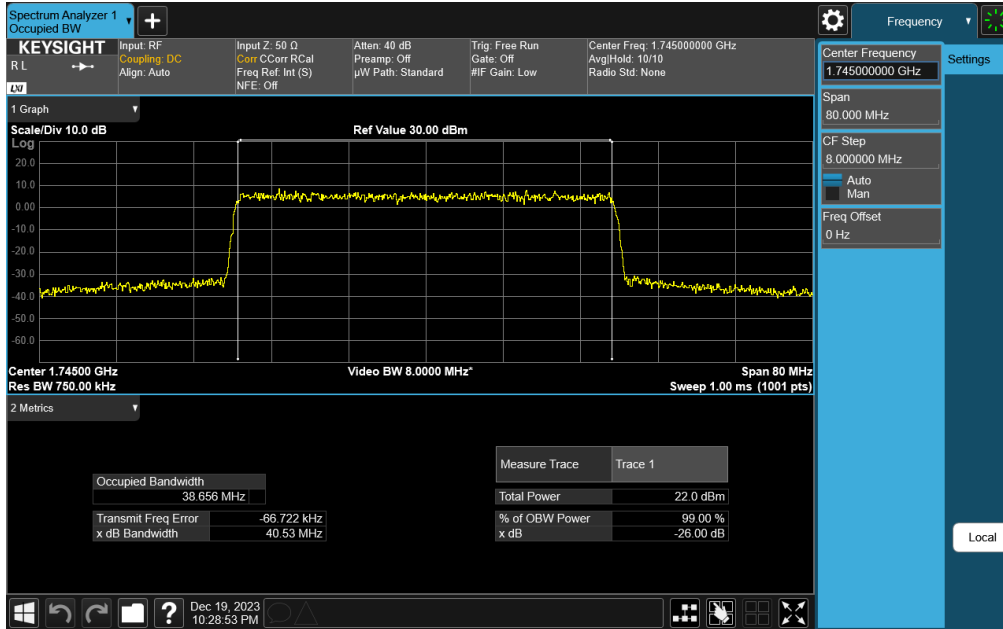 Spectrum Analyzer 1
Occupied BW
Frequency
KEYSIGHT
R L
LXI
Input: RF
Coupling: DC
Align: Auto
Input Z: 50 Ω
Corr CCorr RCal
Freq Ref: Int (S)
NFE: Off
Atten: 40 dB
Preamp: Off
µW Path: Standard
Trig: Free Run
Gate: Off
#IF Gain: Low
Center Freq: 1.745000000 GHz
Avg|Hold: 10/10
Radio Std: None
Center Frequency
1.745000000 GHz
Settings
Span
80.000 MHz
CF Step
8.000000 MHz
Auto
Man
Freq Offset
0 Hz
Local
1 Graph
Scale/Div 10.0 dB
Ref Value 30.00 dBm
Log
20.0
10.0
0.00
-10.0
-20.0
-30.0
-40.0
-50.0
-60.0
Center 1.74500 GHz
Video BW 8.0000 MHz*
Span 80 MHz
Res BW 750.00 kHz
Sweep 1.00 ms (1001 pts)
2 Metrics
Occupied Bandwidth
38.656 MHz
Transmit Freq Error -66.722 kHz
x dB Bandwidth 40.53 MHz
Measure Trace Trace 1
Total Power 22.0 dBm
% of OBW Power 99.00 %
x dB -26.00 dB
?
Dec 19, 2023
10:28:53 PM